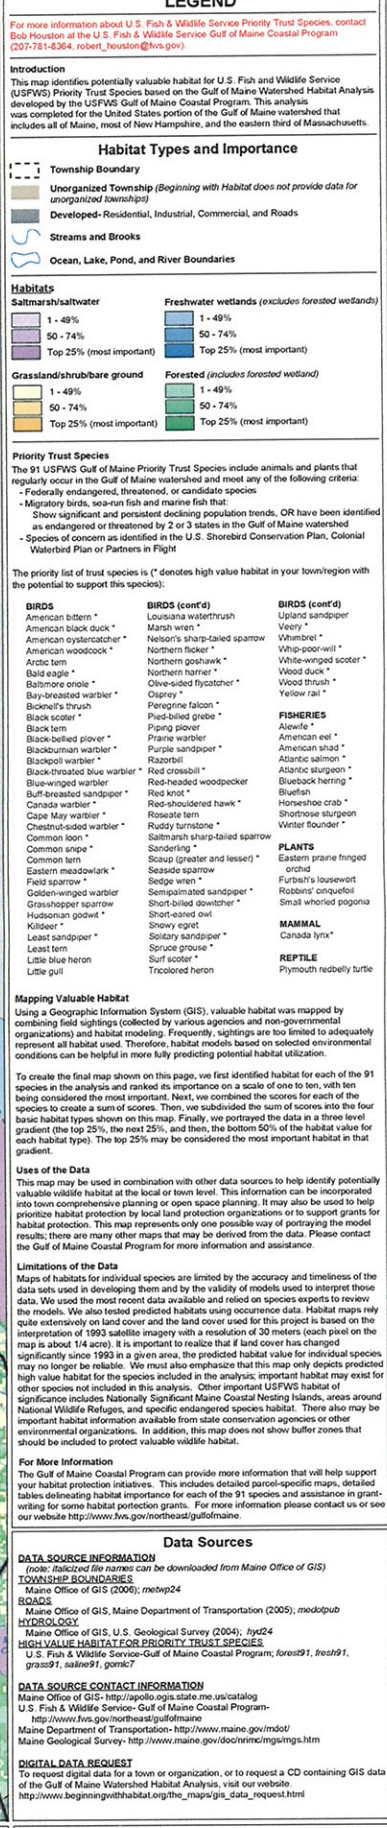 LEGEND
For more information about U.S. Fish & Wildlife Service Priority Trust Species, contact
Bob Houston at the U.S. Fish & Wildlife Service Gulf of Maine Coastal Program
(207-781-8364, robert_houston@fws.gov).
Introduction
This map identifies potentially valuable habitat for U.S. Fish and Wildlife Service
(USFWS) Priority Trust Species based on the Gulf of Maine Watershed Habitat Analysis
developed by the USFWS Gulf of Maine Coastal Program. This analysis
was completed for the United States portion of the Gulf of Maine watershed that
includes all of Maine, most of New Hampshire, and the eastern third of Massachusetts.
Habitat Types and Importance
Township Boundary
Unorganized Township (Beginning with Habitat does not provide data for
unorganized townships)
Developed- Residential, Industrial, Commercial, and Roads
Streams and Brooks
Ocean, Lake, Pond, and River Boundaries
Habitats
Saltmarsh/saltwater
1 - 49%
50 - 74%
Top 25% (most important)
Freshwater wetlands (excludes forested wetlands)
1 - 49%
50 - 74%
Top 25% (most important)
Grassland/shrub/bare ground
1 - 49%
50 - 74%
Top 25% (most important)
Forested (includes forested wetland)
1 - 49%
50 - 74%
Top 25% (most important)
Priority Trust Species
The 91 USFWS Gulf of Maine Priority Trust Species include animals and plants that
regularly occur in the Gulf of Maine watershed and meet any of the following criteria:
- Federally endangered, threatened, or candidate species
- Migratory birds, sea-run fish and marine fish that:
Show significant and persistent declining population trends, OR have been identified
as endangered or threatened by 2 or 3 states in the Gulf of Maine watershed
- Species of concern as identified in the U.S. Shorebird Conservation Plan, Colonial
Waterbird Plan or Partners in Flight
The priority list of trust species is (* denotes high value habitat in your town/region with
the potential to support this species):
BIRDS
American bittern *
American black duck *
American oystercatcher *
American woodcock *
Arctic tern
Bald eagle *
Baltimore oriole *
Bay-breasted warbler *
Bicknell's thrush
Black scoter *
Black tern
Black-bellied plover *
Blackburnian warbler *
Blackpoll warbler *
Black-throated blue warbler *
Blue-winged warbler
Buff-breasted sandpiper *
Canada warbler *
Cape May warbler *
Chestnut-sided warbler *
Common loon *
Common snipe *
Common tern
Eastern meadowlark *
Field sparrow *
Golden-winged warbler
Grasshopper sparrow
Hudsonian godwit *
Killdeer *
Least sandpiper *
Least tern
Little blue heron
Little gull
BIRDS (cont'd)
Louisiana waterthrush
Marsh wren *
Nelson's sharp-tailed sparrow
Northern flicker *
Northern goshawk *
Northern harrier *
Olive-sided flycatcher *
Osprey *
Peregrine falcon *
Pied-billed grebe *
Piping plover
Prairie warbler
Purple sandpiper *
Razorbill
Red crossbill *
Red-headed woodpecker
Red knot *
Red-shouldered hawk *
Roseate tern
Ruddy turnstone *
Saltmarsh sharp-tailed sparrow
Sanderling *
Scaup (greater and lesser) *
Seaside sparrow
Sedge wren *
Semipalmated sandpiper *
Short-billed dowitcher *
Short-eared owl
Snowy egret
Solitary sandpiper *
Spruce grouse *
Surf scoter *
Tricolored heron
BIRDS (cont'd)
Upland sandpiper
Veery *
Whimbrel *
Whip-poor-will *
White-winged scoter *
Wood duck *
Wood thrush *
Yellow rail *
FISHERIES
Alewife *
American eel *
American shad *
Atlantic salmon *
Atlantic sturgeon *
Blueback herring *
Bluefish
Horseshoe crab *
Shortnose sturgeon
Winter flounder *
PLANTS
Eastern prairie fringed
orchid
Furbish's lousewort
Robbins' cinquefoil
Small whorled pogonia
MAMMAL
Canada lynx*
REPTILE
Plymouth redbelly turtle
Mapping Valuable Habitat
Using a Geographic Information System (GIS), valuable habitat was mapped by
combining field sightings (collected by various agencies and non-governmental
organizations) and habitat modeling. Frequently, sightings are too limited to adequately
represent all habitat used. Therefore, habitat models based on selected environmental
conditions can be helpful in more fully predicting potential habitat utilization.
To create the final map shown on this page, we first identified habitat for each of the 91
species in the analysis and ranked its importance on a scale of one to ten, with ten
being considered the most important. Next, we combined the scores for each of the
species to create a sum of scores. Then, we subdivided the sum of scores into the four
basic habitat types shown on this map. Finally, we portrayed the data in a three level
gradient (the top 25%, the next 25%, and then, the bottom 50% of the habitat value for
each habitat type). The top 25% may be considered the most important habitat in that
gradient.
Uses of the Data
This map may be used in combination with other data sources to help identify potentially
valuable wildlife habitat at the local or town level. This information can be incorporated
into town comprehensive planning or open space planning. It may also be used to help
prioritize habitat protection by local land protection organizations or to support grants for
habitat protection. This map represents only one possible way of portraying the model
results; there are many other maps that may be derived from the data. Please contact
the Gulf of Maine Coastal Program for more information and assistance.
Limitations of the Data
Maps of habitats for individual species are limited by the accuracy and timeliness of the
data sets used in developing them and by the validity of models used to interpret those
data. We used the most recent data available and relied on species experts to review
the models. We also tested predicted habitats using occurrence data. Habitat maps rely
quite extensively on land cover and the land cover used for this project is based on the
interpretation of 1993 satellite imagery with a resolution of 30 meters (each pixel on the
map is about 1/4 acre). It is important to realize that if land cover has changed
significantly since 1993 in a given area, the predicted habitat value for individual species
may no longer be reliable. We must also emphasize that this map only depicts predicted
high value habitat for the species included in the analysis; important habitat may exist for
other species not included in this analysis. Other important USFWS habitat of
significance includes Nationally Significant Maine Coastal Nesting Islands, areas around
National Wildlife Refuges, and specific endangered species habitat. There also may be
important habitat information available from state conservation agencies or other
environmental organizations. In addition, this map does not show buffer zones that
should be included to protect valuable wildlife habitat.
For More Information
The Gulf of Maine Coastal Program can provide more information that will help support
your habitat protection initiatives. This includes detailed parcel-specific maps, detailed
tables delineating habitat importance for each of the 91 species and assistance in grant-
writing for some habitat portection grants. For more information please contact us or see
our website http://www.fws.gov/northeast/gulfofmaine.
Data Sources
DATA SOURCE INFORMATION
(note: italicized file names can be downloaded from Maine Office of GIS)
TOWNSHIP BOUNDARIES
Maine Office of GIS (2006); metwp24
ROADS
Maine Office of GIS, Maine Department of Transportation (2005); medotpub
HYDROLOGY
Maine Office of GIS, U.S. Geological Survey (2004); hyd24
HIGH VALUE HABITAT FOR PRIORITY TRUST SPECIES
U.S. Fish & Wildlife Service-Gulf of Maine Coastal Program; forest91, fresh91,
grass91, saline91, gomlc7
DATA SOURCE CONTACT INFORMATION
Maine Office of GIS- http://apollo.ogis.state.me.us/catalog
U.S. Fish & Wildlife Service- Gulf of Maine Coastal Program-
http://www.fws.gov/northeast/gulfofmaine
Maine Department of Transportation- http://www.maine.gov/mdot/
Maine Geological Survey- http://www.maine.gov/doc/nrimc/mgs/mgs.htm
DIGITAL DATA REQUEST
To request digital data for a town or organization, or to request a CD containing GIS data
of the Gulf of Maine Watershed Habitat Analysis, visit our website.
http://www.beginningwithhabitat.org/the_maps/gis_data_request.html